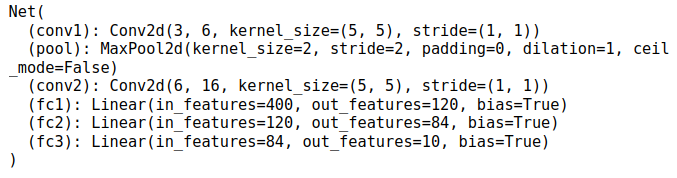 Net(
  (conv1): Conv2d(3, 6, kernel_size=(5, 5), stride=(1, 1))
  (pool): MaxPool2d(kernel_size=2, stride=2, padding=0, dilation=1, ceil
_mode=False)
  (conv2): Conv2d(6, 16, kernel_size=(5, 5), stride=(1, 1))
  (fc1): Linear(in_features=400, out_features=120, bias=True)
  (fc2): Linear(in_features=120, out_features=84, bias=True)
  (fc3): Linear(in_features=84, out_features=10, bias=True)
)